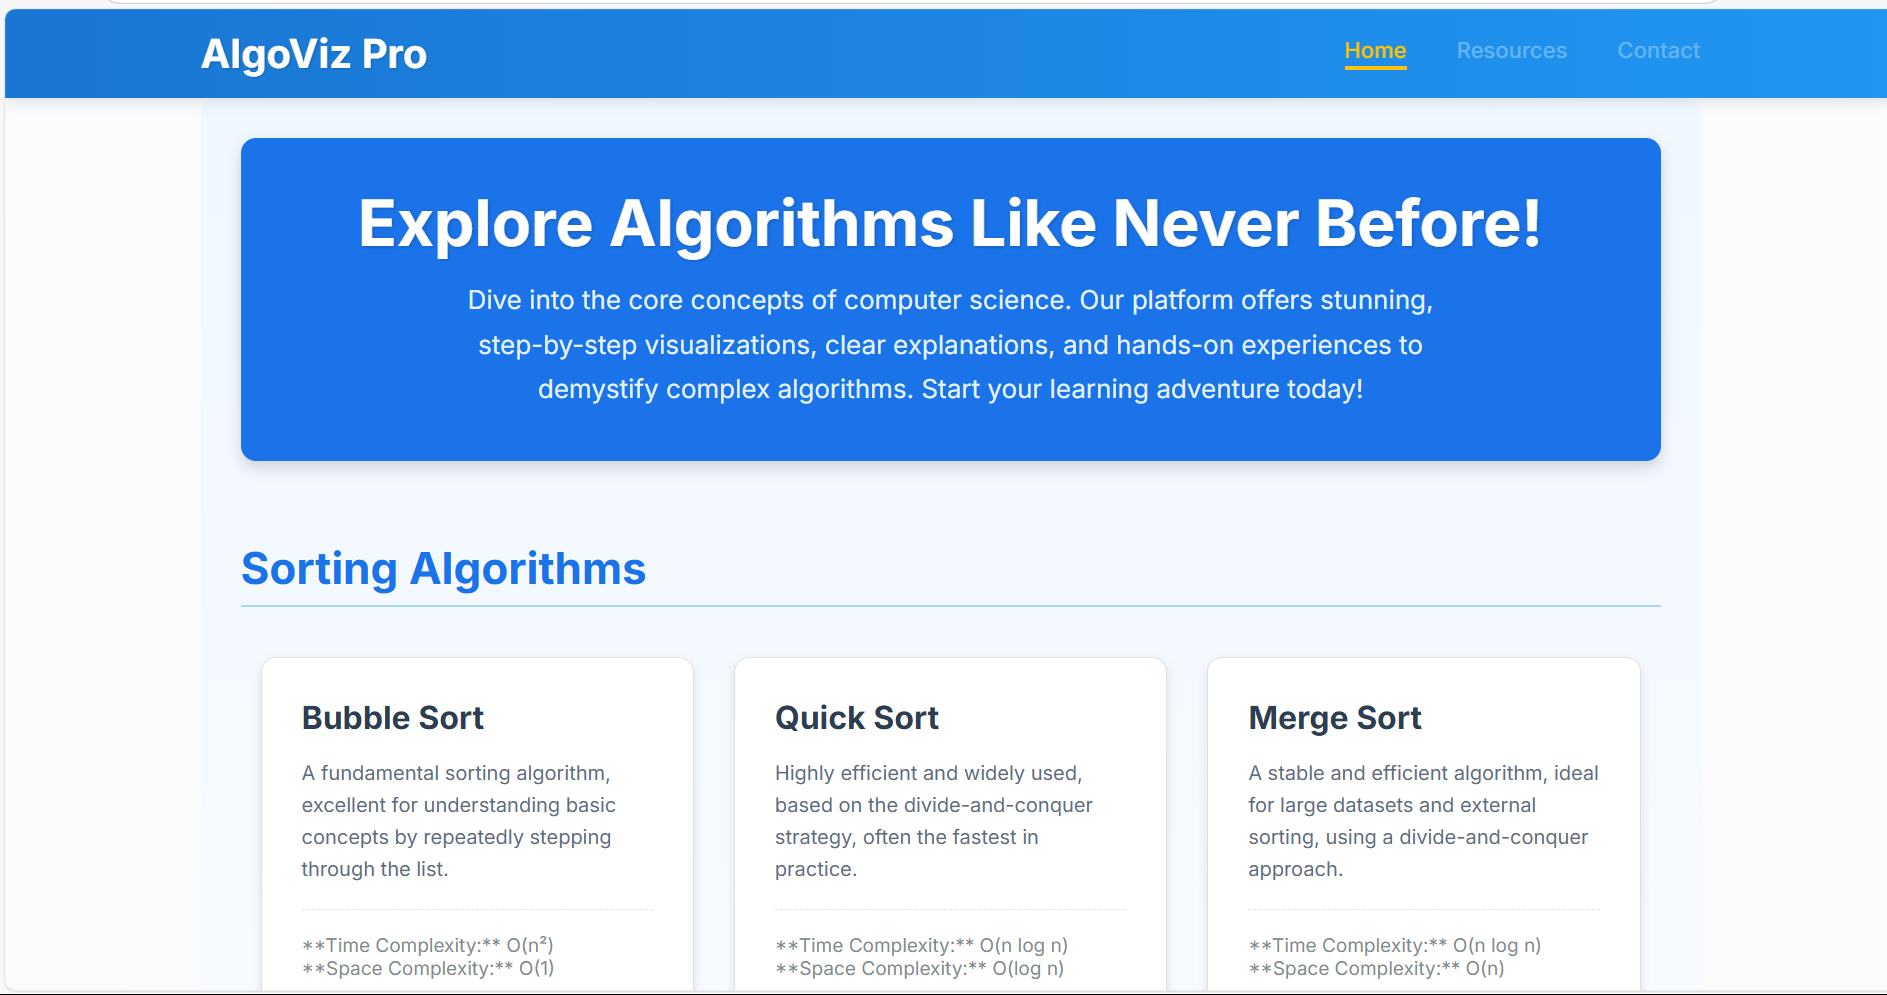 AlgoViz Pro
Home
Resources
Contact
Explore Algorithms Like Never Before!
Dive into the core concepts of computer science. Our platform offers stunning,
step-by-step visualizations, clear explanations, and hands-on experiences to
demystify complex algorithms. Start your learning adventure today!
Sorting Algorithms
Bubble Sort
A fundamental sorting algorithm,
excellent for understanding basic
concepts by repeatedly stepping
through the list.
**Time Complexity:** O(n²)
**Space Complexity:** O(1)
Quick Sort
Highly efficient and widely used,
based on the divide-and-conquer
strategy, often the fastest in
practice.
**Time Complexity:** O(n log n)
**Space Complexity:** O(log n)
Merge Sort
A stable and efficient algorithm, ideal
for large datasets and external
sorting, using a divide-and-conquer
approach.
**Time Complexity:** O(n log n)
**Space Complexity:** O(n)